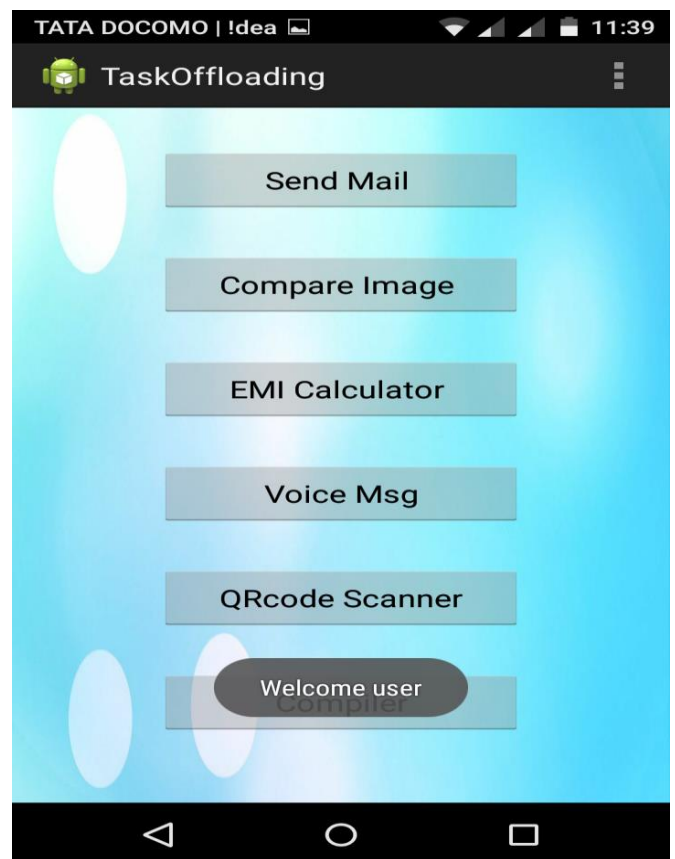 TATA DOCOMO | !dea 11:39
TaskOffloading
Send Mail
Compare Image
EMI Calculator
Voice Msg
QRcode Scanner
Welcome user
Compiler